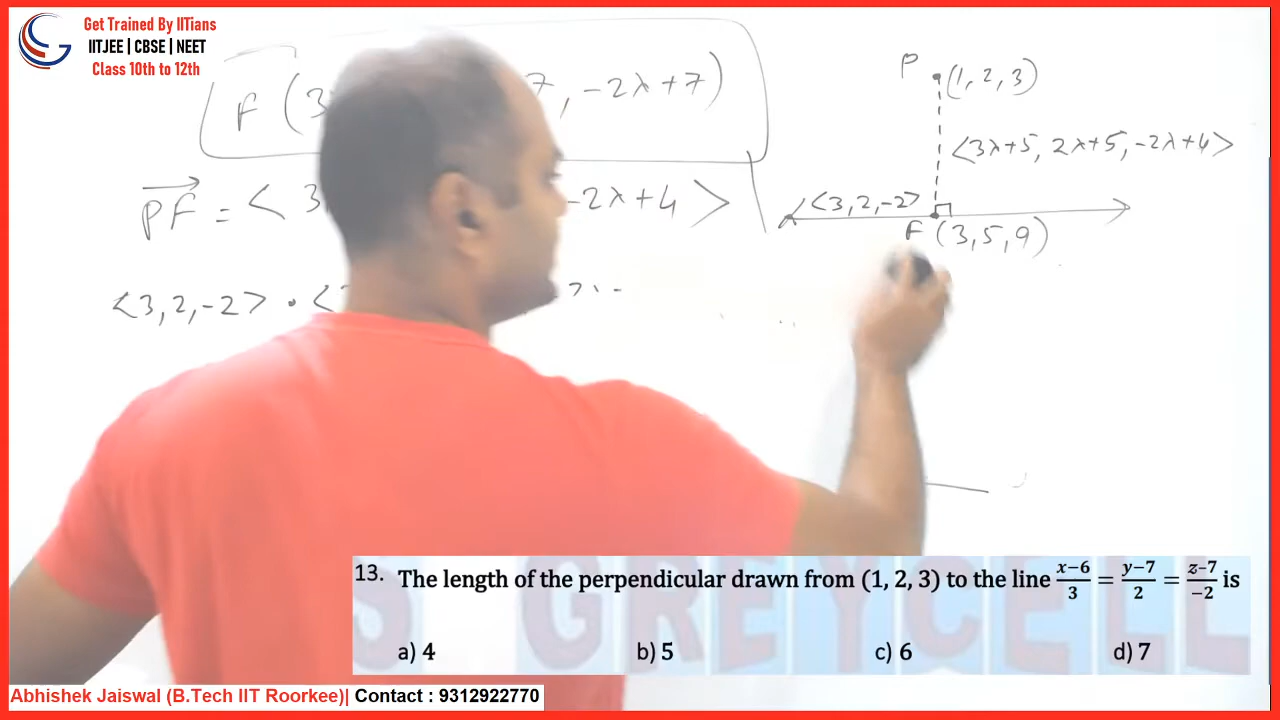 Get Trained By IITians
IITJEE | CBSE | NEET
Class 10th to 12th
F (3 7, -2λ+7)
P (1, 2, 3)
<3λ+5, 2λ+5, -2λ+4>
PF = < 3 -2λ+4 >
<3, 2, -2>
F (3, 5, 9)
<3, 2, -2> • <
13. The length of the perpendicular drawn from (1, 2, 3) to the line x−6/3 = y−7/2 = z−7/−2 is
a) 4 b) 5 c) 6 d) 7
S GREYCELL
Abhishek Jaiswal (B.Tech IIT Roorkee)| Contact : 9312922770